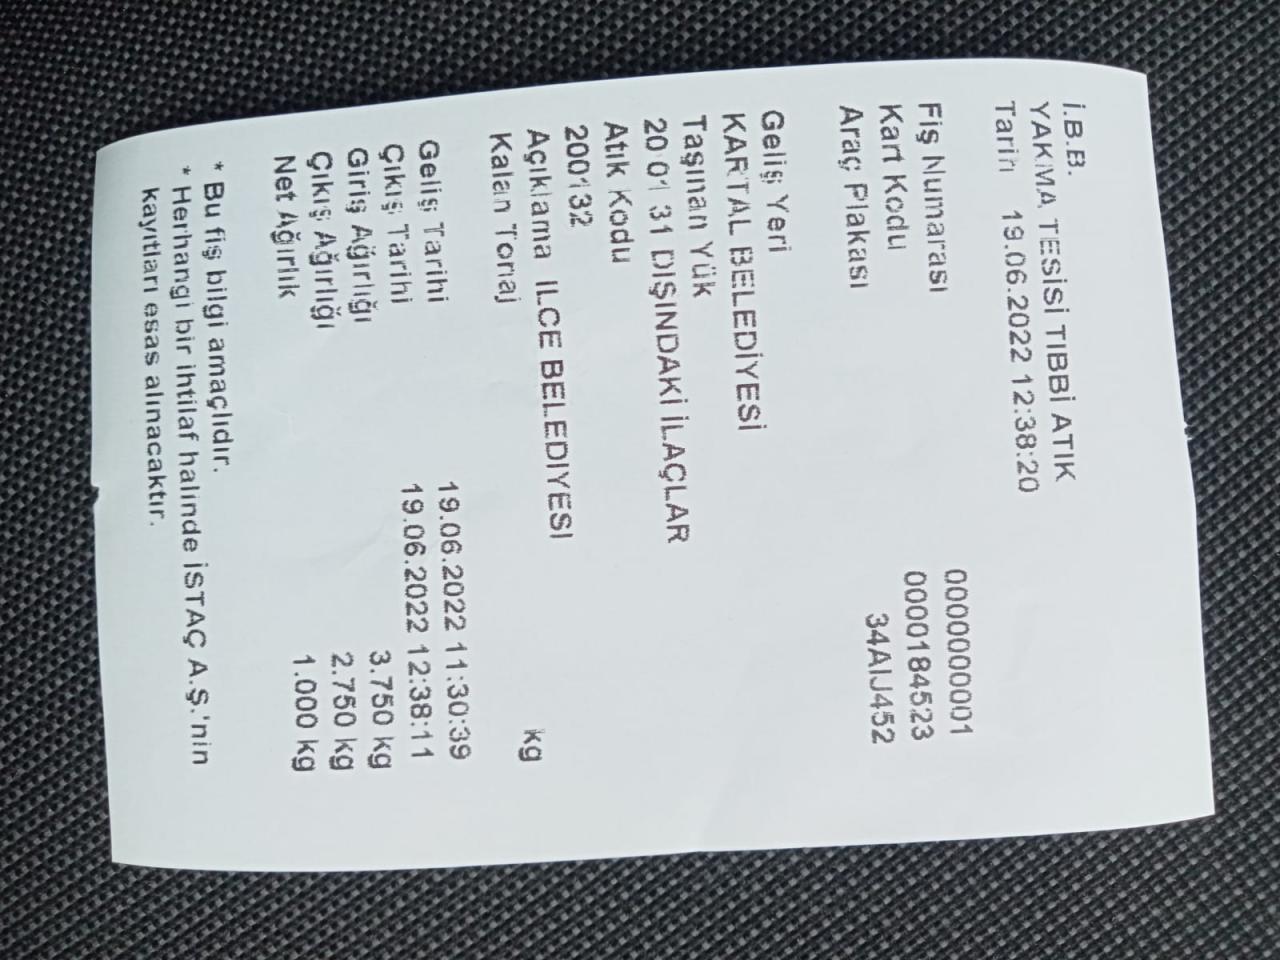 İ.B.B.
YAKMA TESİSİ TIBBİ ATIK
Tarih 19.06.2022 12:38:20
Fiş Numarası 0000000001
Kart Kodu 0000184523
Araç Plakası 34AIJ452
Geliş Yeri
KARTAL BELEDİYESİ
Taşınan Yük
20 01 31 DIŞINDAKİ İLAÇLAR
Atık Kodu
200132
Açıklama ILCE BELEDIYESI
Kalan Tonaj kg
Geliş Tarihi 19.06.2022 11:30:39
Çıkış Tarihi 19.06.2022 12:38:11
Giriş Ağırlığı 3.750 kg
Çıkış Ağırlığı 2.750 kg
Net Ağırlık 1.000 kg
* Bu fiş bilgi amaçlıdır.
* Herhangi bir ihtilaf halinde İSTAÇ A.Ş.'nin
kayıtları esas alınacaktır.